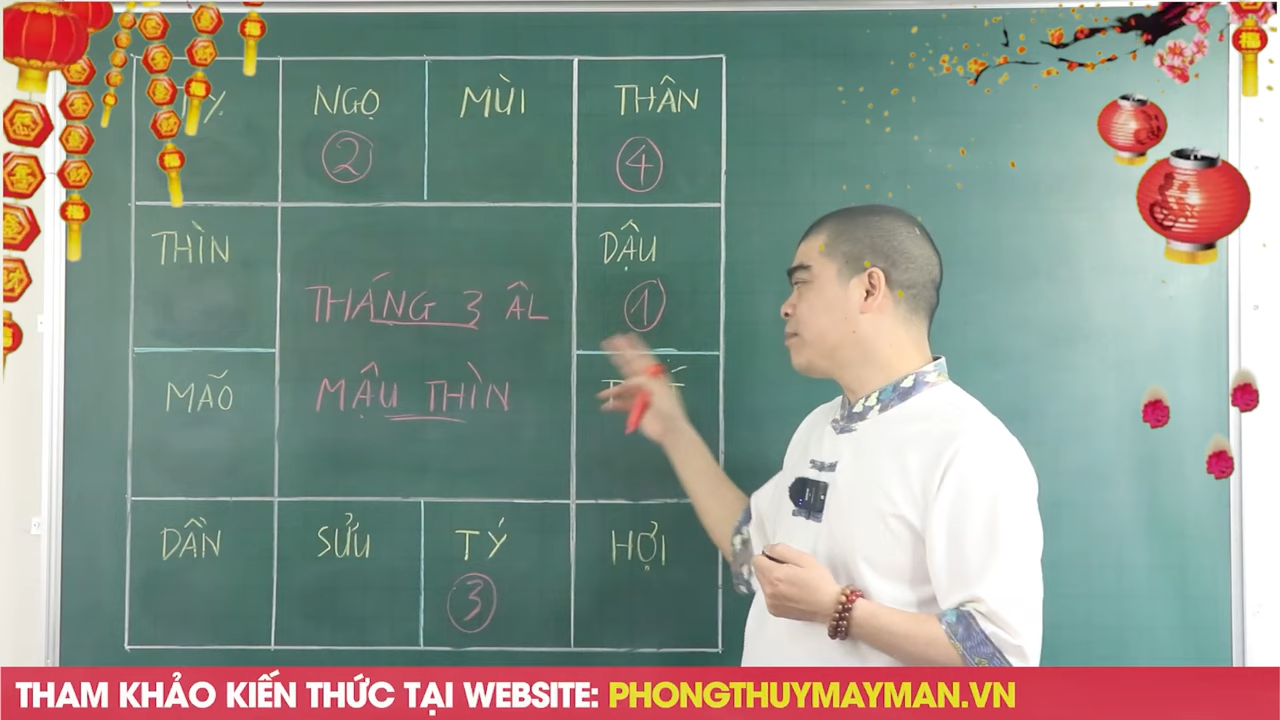 NGỌ MÙI THÂN
② ④
THÌN DẬU
①
THÁNG 3 ÂL
MÃO MẬU THÌN
DẦN SỬU TÝ HỢI
③
THAM KHẢO KIẾN THỨC TẠI WEBSITE: PHONGTHUYMAYMAN.VN